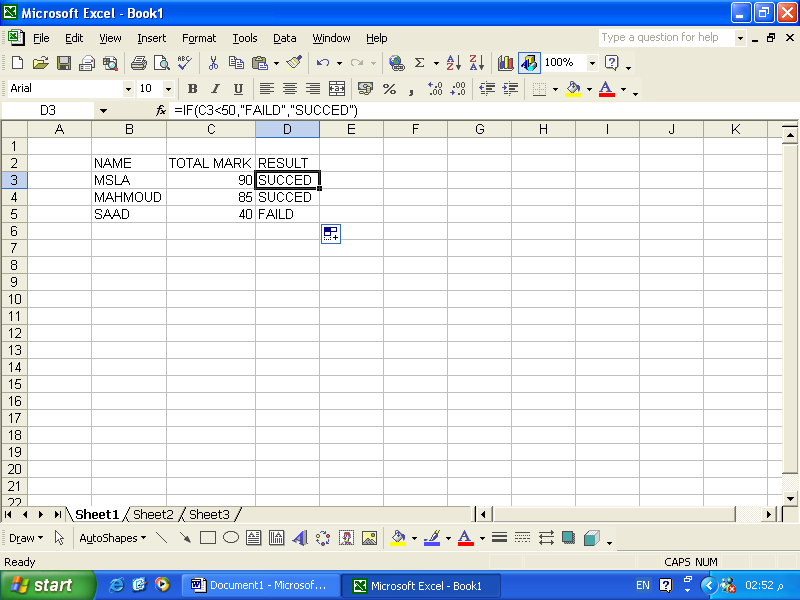 Microsoft Excel - Book1
File Edit View Insert Format Tools Data Window Help Type a question for help
100%
Arial 10 B I U
D3 fx =IF(C3<50,"FAILD","SUCCED")
A B C D E F G H I J K
1
2 NAME TOTAL MARK RESULT
3 MSLA 90 SUCCED
4 MAHMOUD 85 SUCCED
5 SAAD 40 FAILD
6
7
8
9
10
11
12
13
14
15
16
17
18
19
20
21
22
Sheet1 Sheet2 Sheet3
Draw AutoShapes
Ready CAPS NUM
start Document1 - Microsof... Microsoft Excel - Book1 EN 02:52 م